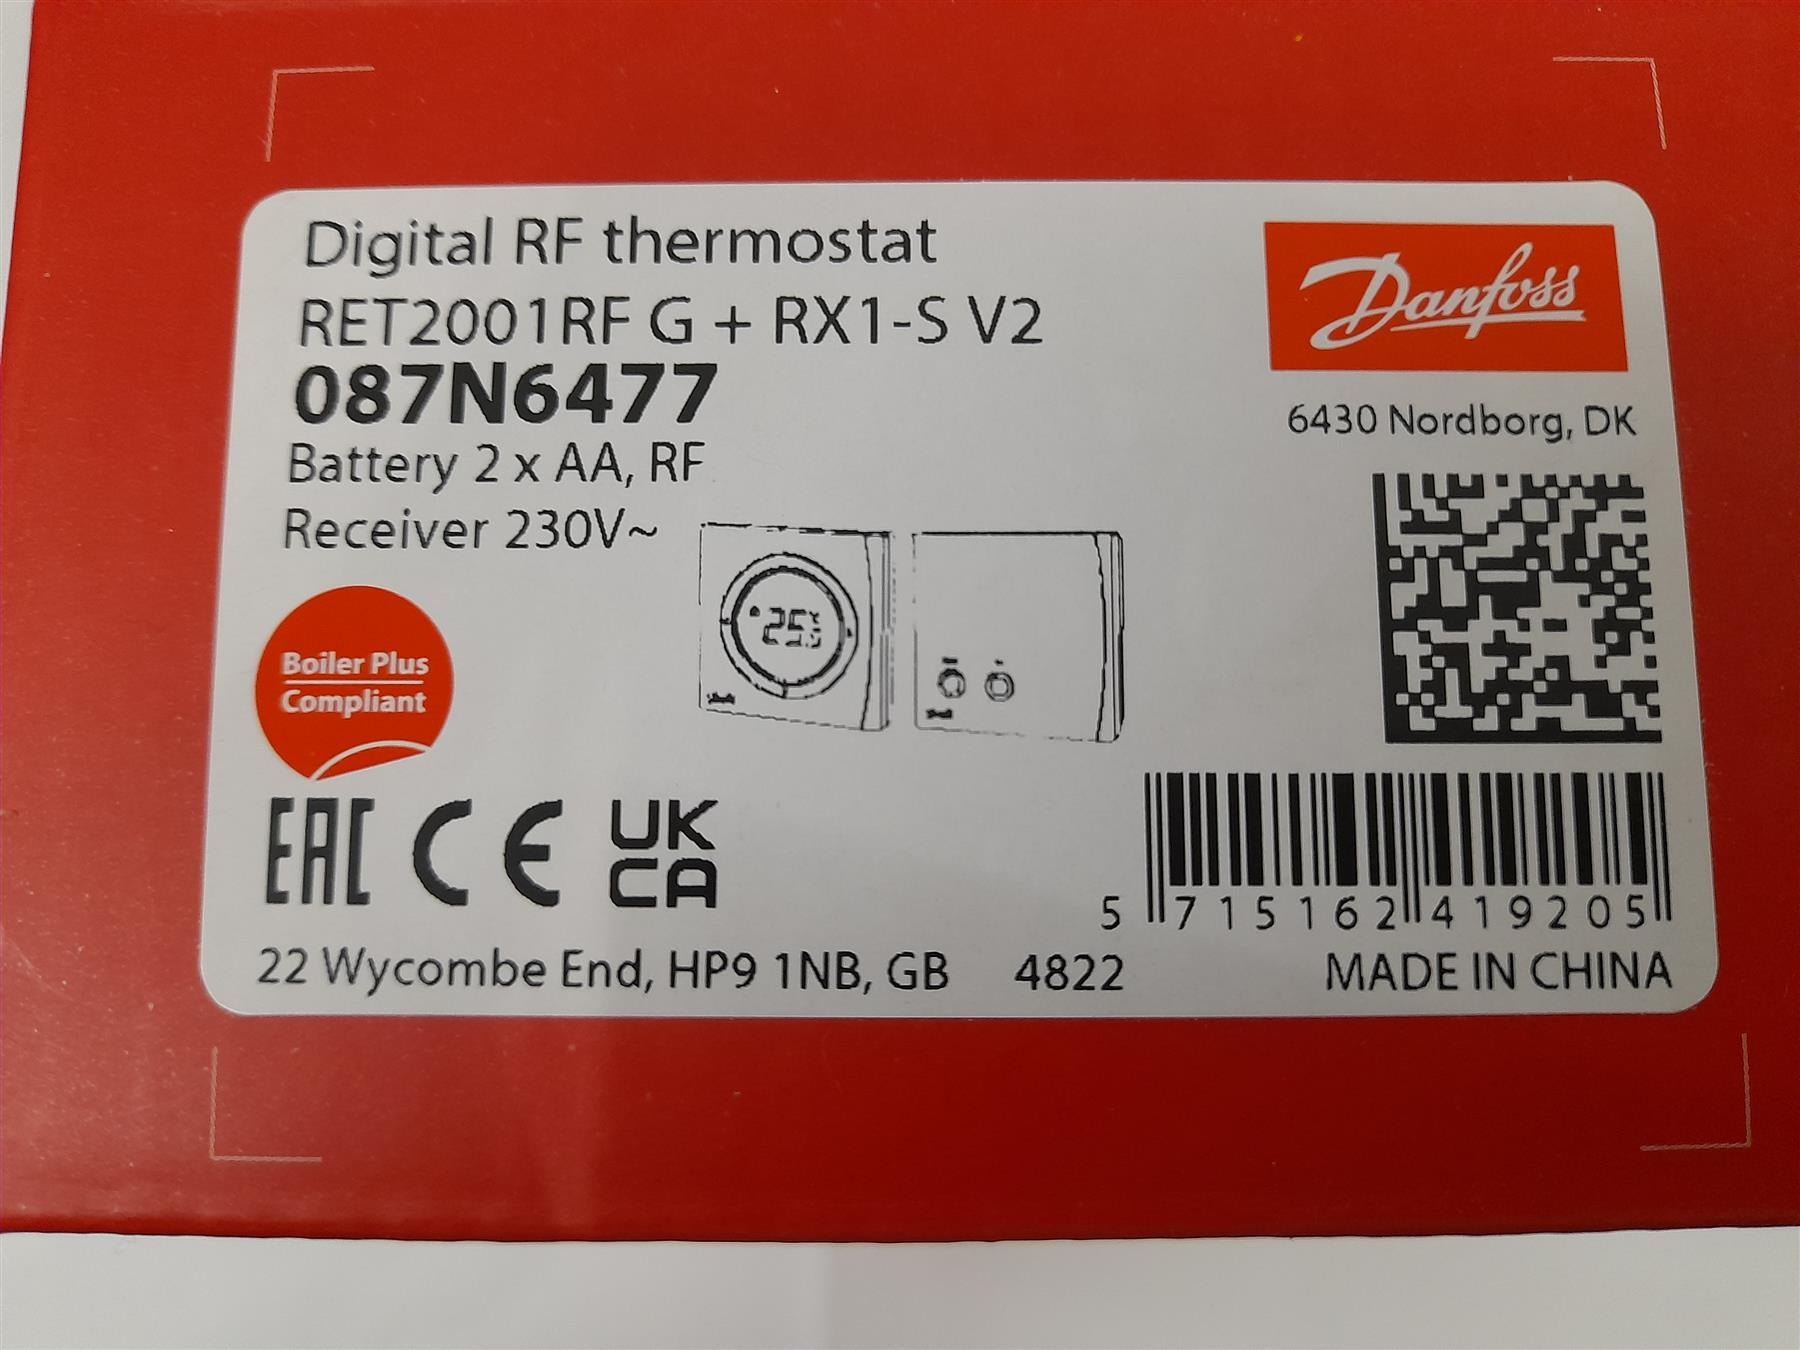 Digital RF thermostat
RET2001RF G + RX1-S V2
087N6477
Battery 2 x AA, RF
Receiver 230V~
Danfoss
6430 Nordborg, DK
25
Boiler Plus
Compliant
EAC CE UK
CA
5 715162 419205
22 Wycombe End, HP9 1NB, GB 4822 MADE IN CHINA